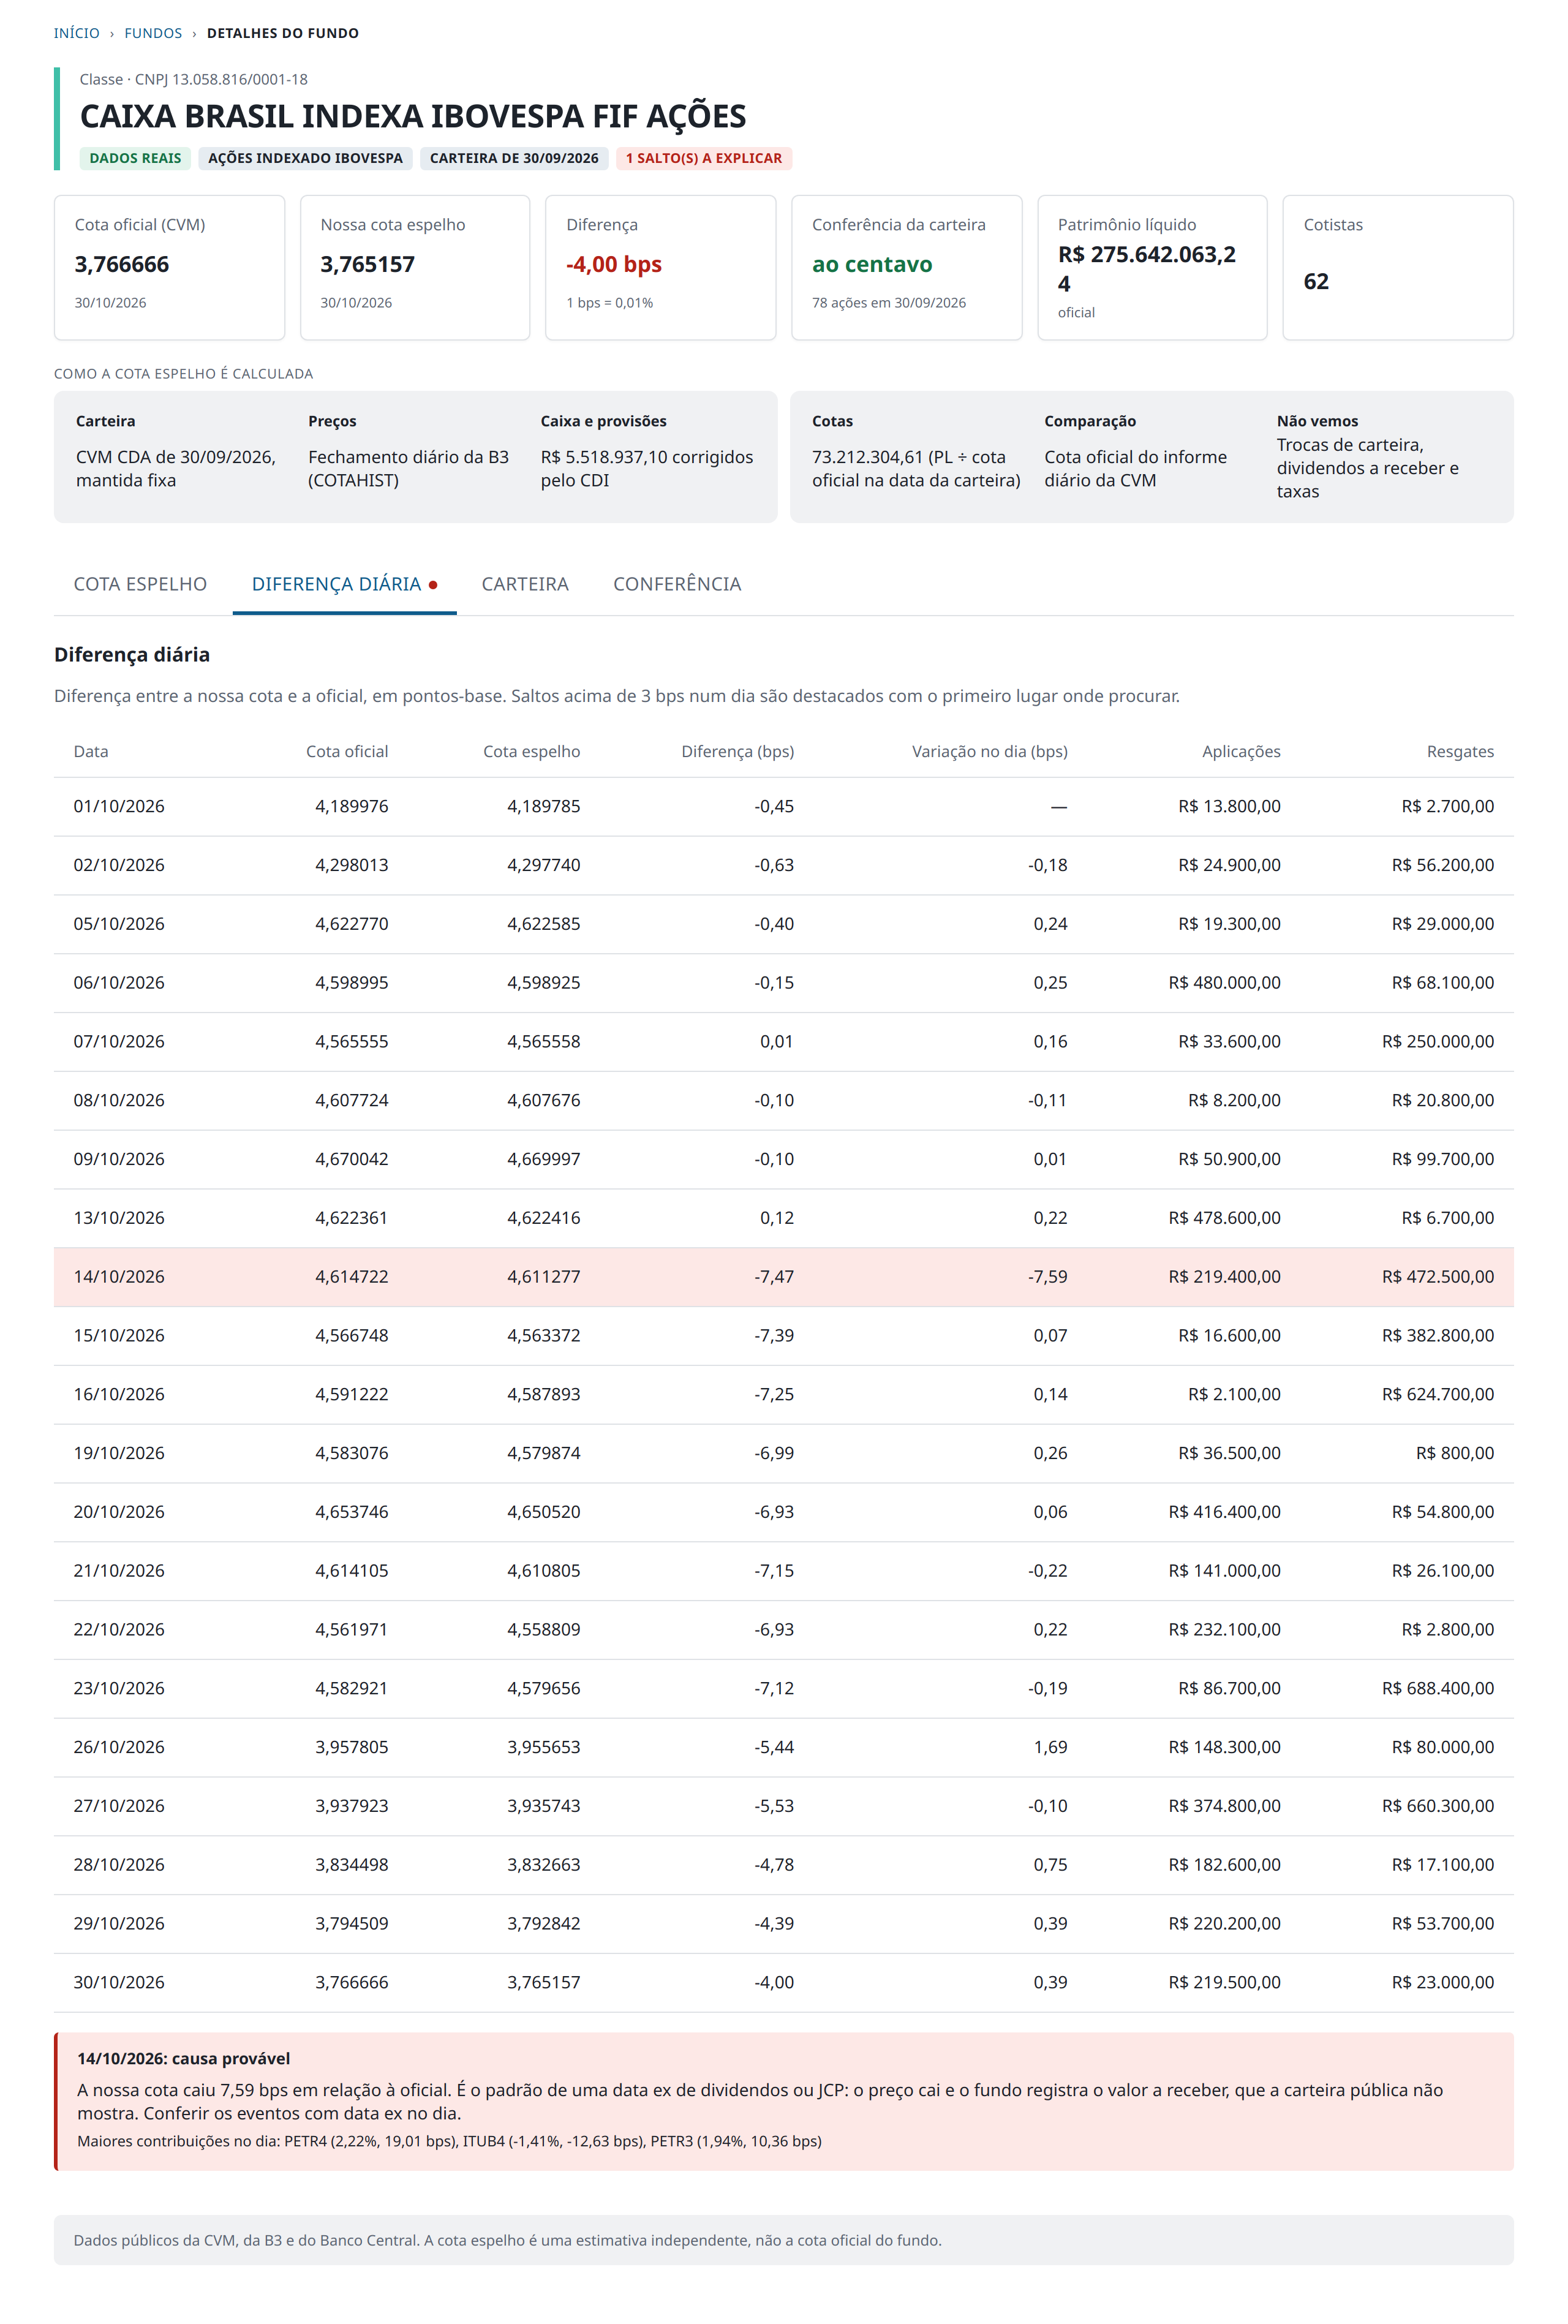 INÍCIO › FUNDOS › DETALHES DO FUNDO
Classe · CNPJ 13.058.816/0001-18
CAIXA BRASIL INDEXA IBOVESPA FIF AÇÕES
DADOS REAIS AÇÕES INDEXADO IBOVESPA CARTEIRA DE 30/09/2026 1 SALTO(S) A EXPLICAR
Cota oficial (CVM)
3,766666
30/10/2026
Nossa cota espelho
3,765157
30/10/2026
Diferença
-4,00 bps
1 bps = 0,01%
Conferência da carteira
ao centavo
78 ações em 30/09/2026
Patrimônio líquido
R$ 275.642.063,2
4
oficial
Cotistas
62
COMO A COTA ESPELHO É CALCULADA
Carteira
CVM CDA de 30/09/2026,
mantida fixa
Preços
Fechamento diário da B3
(COTAHIST)
Caixa e provisões
R$ 5.518.937,10 corrigidos
pelo CDI
Cotas
73.212.304,61 (PL ÷ cota
oficial na data da carteira)
Comparação
Cota oficial do informe
diário da CVM
Não vemos
Trocas de carteira,
dividendos a receber e
taxas
COTA ESPELHO DIFERENÇA DIÁRIA CARTEIRA CONFERÊNCIA
Diferença diária
Diferença entre a nossa cota e a oficial, em pontos-base. Saltos acima de 3 bps num dia são destacados com o primeiro lugar onde procurar.
Data Cota oficial Cota espelho Diferença (bps) Variação no dia (bps) Aplicações Resgates
01/10/2026 4,189976 4,189785 -0,45 — R$ 13.800,00 R$ 2.700,00
02/10/2026 4,298013 4,297740 -0,63 -0,18 R$ 24.900,00 R$ 56.200,00
05/10/2026 4,622770 4,622585 -0,40 0,24 R$ 19.300,00 R$ 29.000,00
06/10/2026 4,598995 4,598925 -0,15 0,25 R$ 480.000,00 R$ 68.100,00
07/10/2026 4,565555 4,565558 0,01 0,16 R$ 33.600,00 R$ 250.000,00
08/10/2026 4,607724 4,607676 -0,10 -0,11 R$ 8.200,00 R$ 20.800,00
09/10/2026 4,670042 4,669997 -0,10 0,01 R$ 50.900,00 R$ 99.700,00
13/10/2026 4,622361 4,622416 0,12 0,22 R$ 478.600,00 R$ 6.700,00
14/10/2026 4,614722 4,611277 -7,47 -7,59 R$ 219.400,00 R$ 472.500,00
15/10/2026 4,566748 4,563372 -7,39 0,07 R$ 16.600,00 R$ 382.800,00
16/10/2026 4,591222 4,587893 -7,25 0,14 R$ 2.100,00 R$ 624.700,00
19/10/2026 4,583076 4,579874 -6,99 0,26 R$ 36.500,00 R$ 800,00
20/10/2026 4,653746 4,650520 -6,93 0,06 R$ 416.400,00 R$ 54.800,00
21/10/2026 4,614105 4,610805 -7,15 -0,22 R$ 141.000,00 R$ 26.100,00
22/10/2026 4,561971 4,558809 -6,93 0,22 R$ 232.100,00 R$ 2.800,00
23/10/2026 4,582921 4,579656 -7,12 -0,19 R$ 86.700,00 R$ 688.400,00
26/10/2026 3,957805 3,955653 -5,44 1,69 R$ 148.300,00 R$ 80.000,00
27/10/2026 3,937923 3,935743 -5,53 -0,10 R$ 374.800,00 R$ 660.300,00
28/10/2026 3,834498 3,832663 -4,78 0,75 R$ 182.600,00 R$ 17.100,00
29/10/2026 3,794509 3,792842 -4,39 0,39 R$ 220.200,00 R$ 53.700,00
30/10/2026 3,766666 3,765157 -4,00 0,39 R$ 219.500,00 R$ 23.000,00
14/10/2026: causa provável
A nossa cota caiu 7,59 bps em relação à oficial. É o padrão de uma data ex de dividendos ou JCP: o preço cai e o fundo registra o valor a receber, que a carteira pública não
mostra. Conferir os eventos com data ex no dia.
Maiores contribuições no dia: PETR4 (2,22%, 19,01 bps), ITUB4 (-1,41%, -12,63 bps), PETR3 (1,94%, 10,36 bps)
Dados públicos da CVM, da B3 e do Banco Central. A cota espelho é uma estimativa independente, não a cota oficial do fundo.